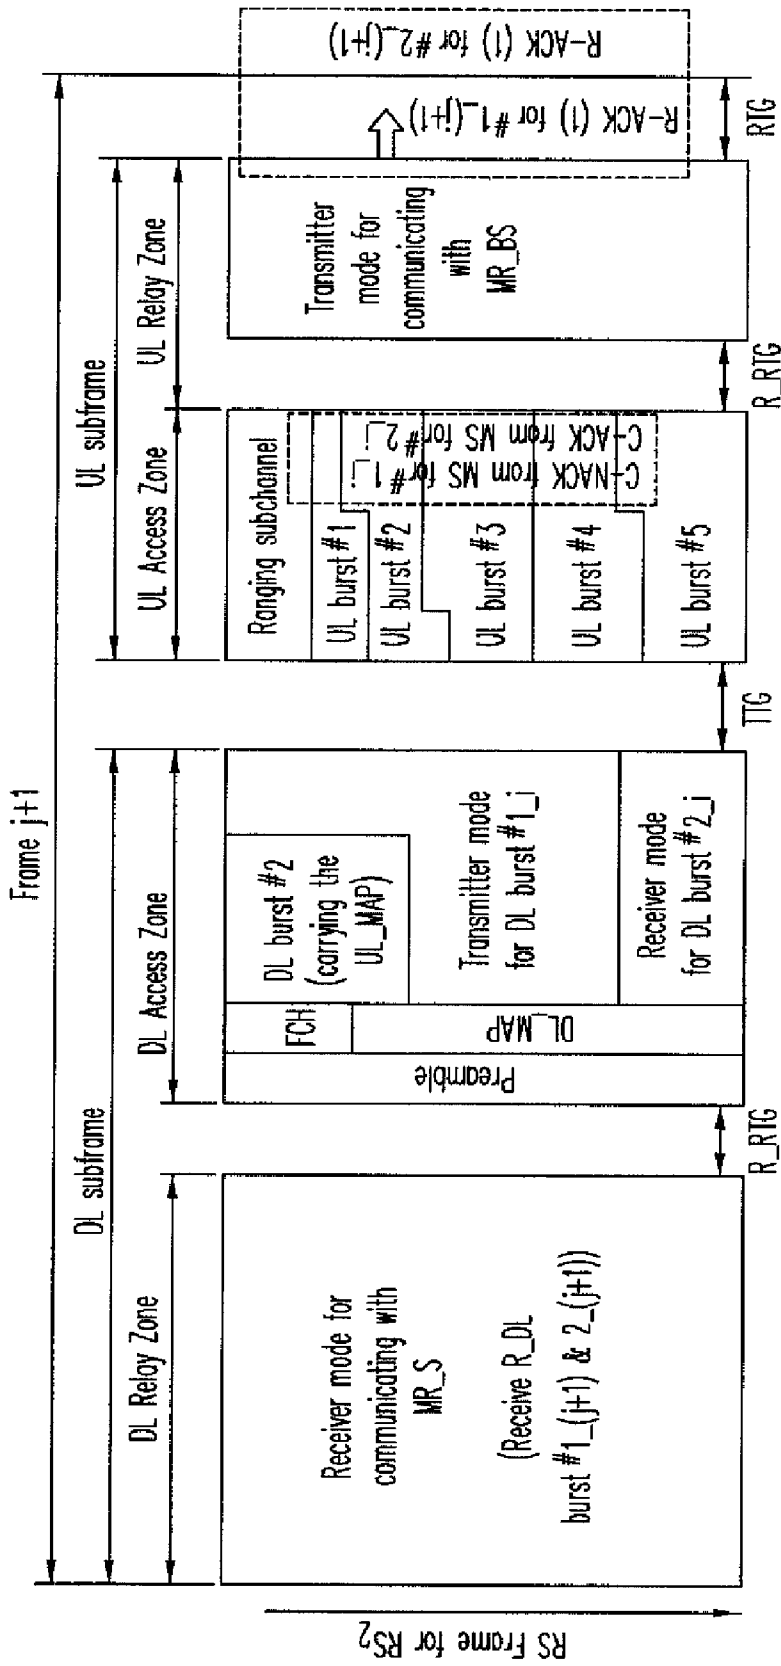 Frame j+1
DL subframe
UL subframe
DL Relay Zone
DL Access Zone
UL Access Zone
UL Relay Zone
RS Frame for RS2
Receiver mode for
communicating with
MR_S
(Receive R_DL
burst #1_(j+1) & 2_(j+1))
R_RTG
Preamble
FCH
DL_MAP
DL burst #2
(carrying the
UL_MAP)
Transmitter mode
for DL burst #1_j
Receiver mode
for DL burst #2_j
TTG
Ranging subchannel
UL burst #1
UL burst #2
UL burst #3
UL burst #4
UL burst #5
C-NACK from MS for #1_j
C-ACK from MS for #2_j
R_RTG
Transmitter
mode for
communicating
with
MR_BS
R-ACK (1) for #1_(j+1)
R-ACK (1) for #2_(j+1)
RTG